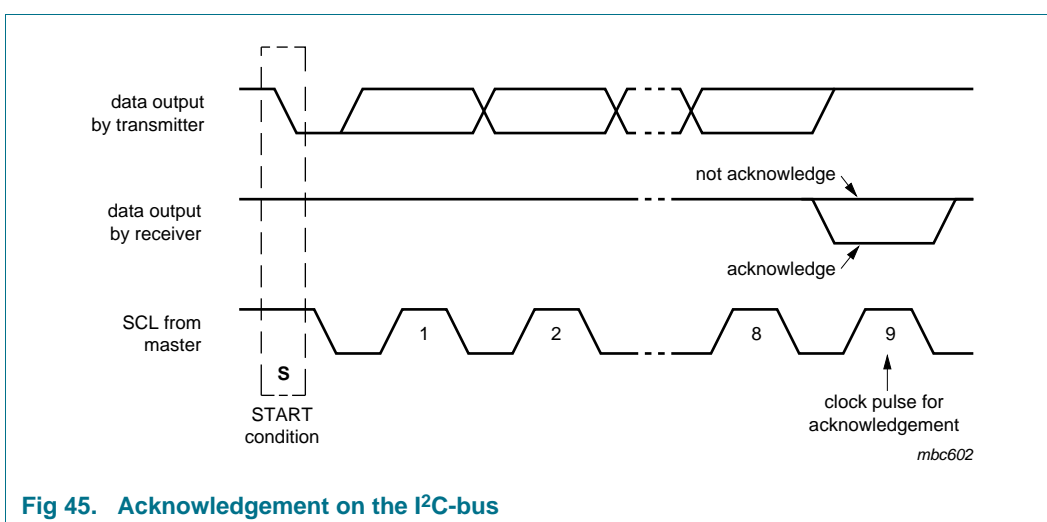 data output
by transmitter
not acknowledge
data output
by receiver
acknowledge
SCL from
master
1
2
8
9
S
START
condition
clock pulse for
acknowledgement
mbc602
Fig 45. Acknowledgement on the I²C-bus